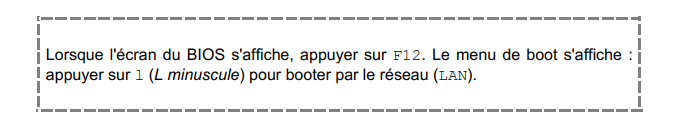 Lorsque l'écran du BIOS s'affiche, appuyer sur F12. Le menu de boot s'affiche :
appuyer sur l (L minuscule) pour booter par le réseau (LAN).